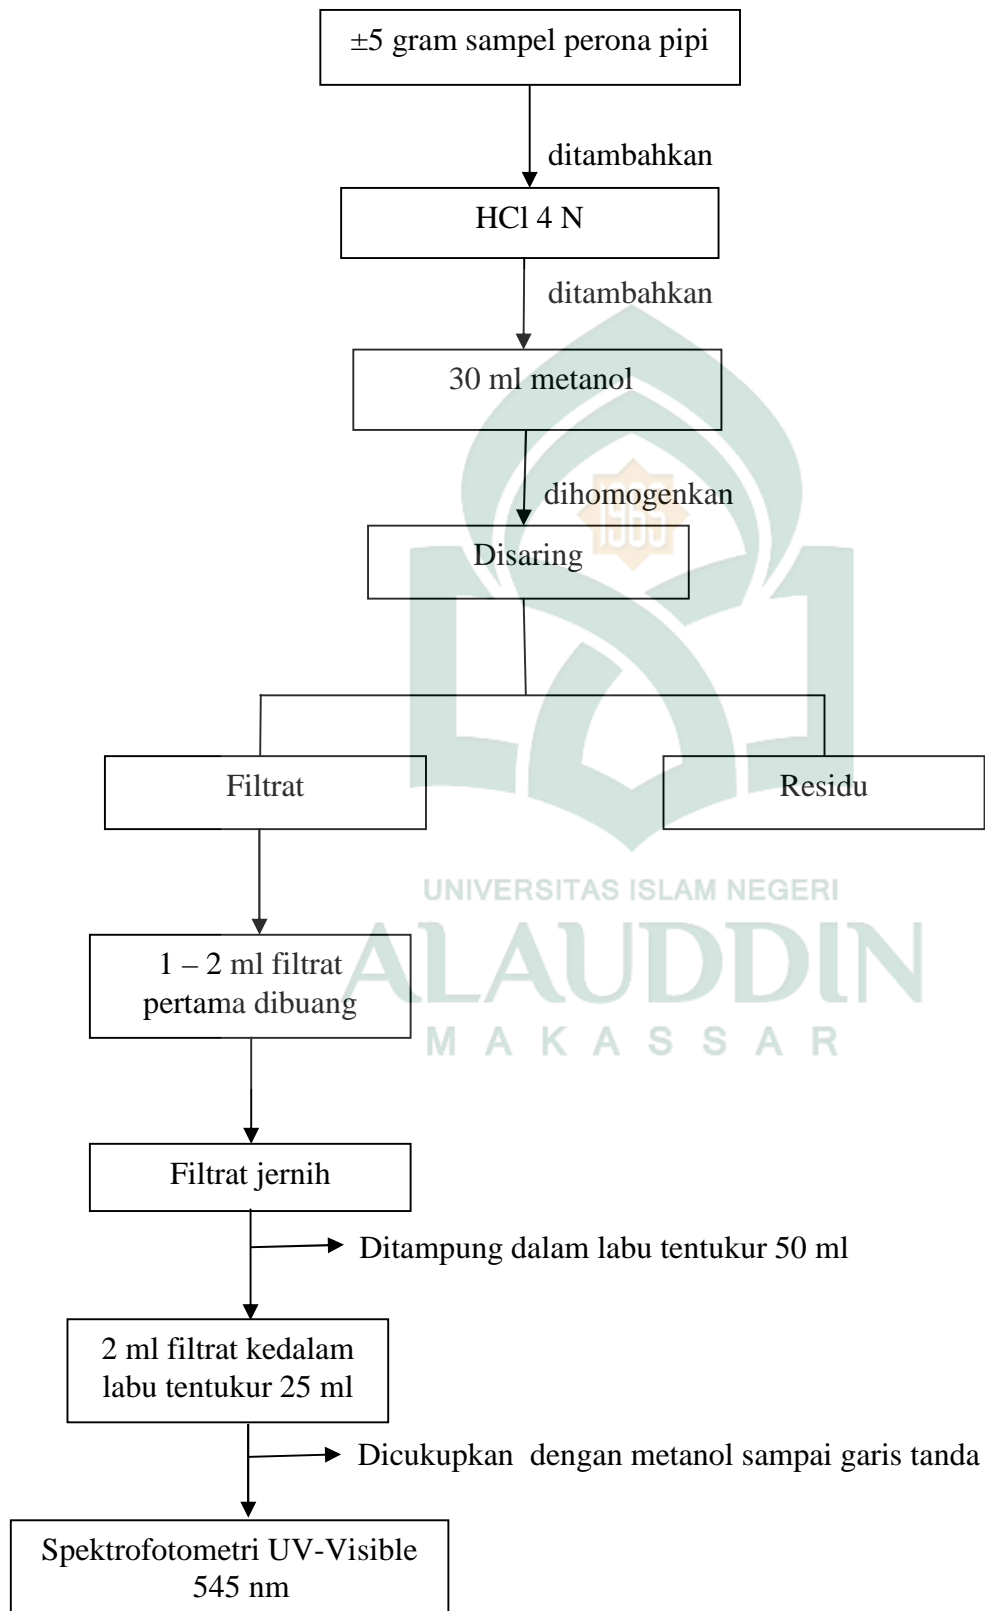 ±5 gram sampel perona pipi
ditambahkan
HCl 4 N
ditambahkan
30 ml metanol
dihomogenkan
1965
Disaring
Filtrat
Residu
UNIVERSITAS ISLAM NEGERI
ALAUDDIN
MAKASSAR
1 – 2 ml filtrat
pertama dibuang
Filtrat jernih
Ditampung dalam labu tentukur 50 ml
2 ml filtrat kedalam
labu tentukur 25 ml
Dicukupkan dengan metanol sampai garis tanda
Spektrofotometri UV-Visible
545 nm